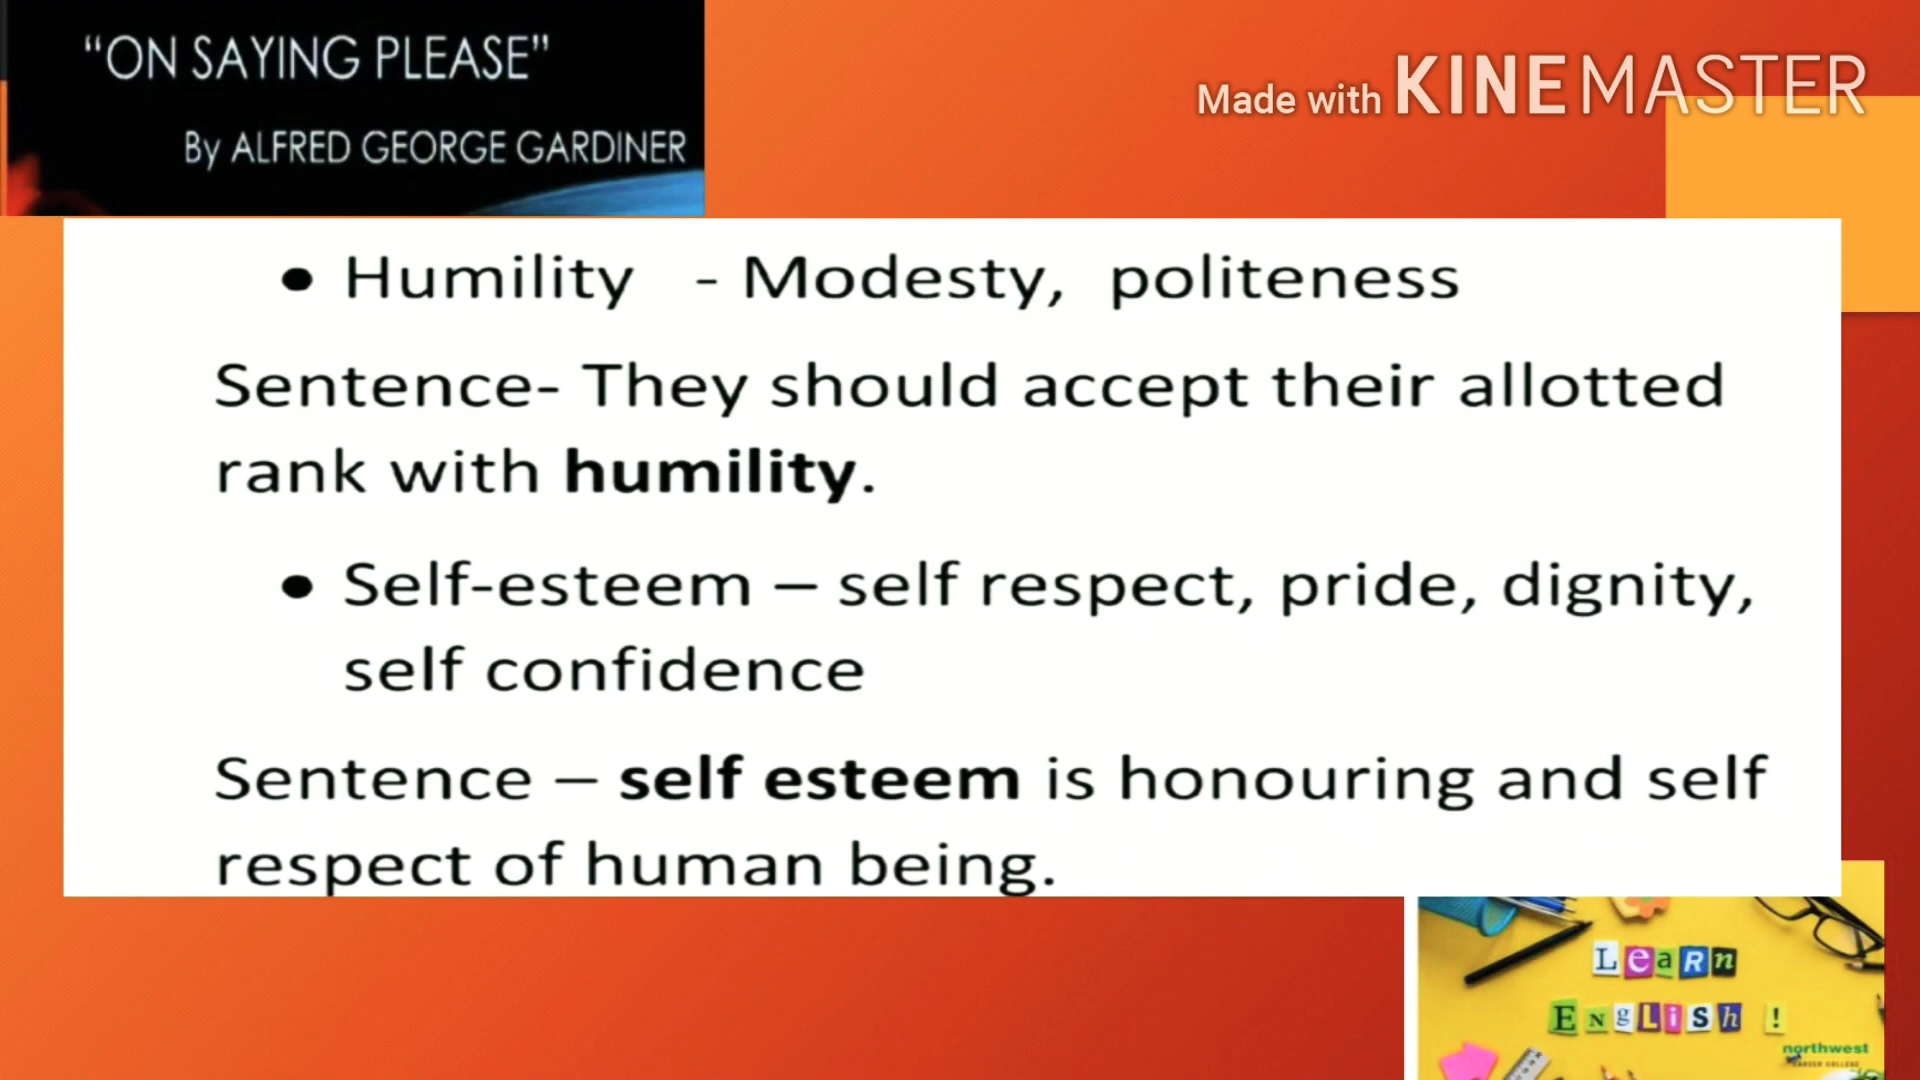 “ON SAYING PLEASE”
By ALFRED GEORGE GARDINER
Made with KINEMASTER
• Humility - Modesty, politeness
Sentence- They should accept their allotted
rank with humility.
• Self-esteem – self respect, pride, dignity,
self confidence
Sentence – self esteem is honouring and self
respect of human being.
LeaRn
ENgLiSh !
northwest
CAREER COLLEGE